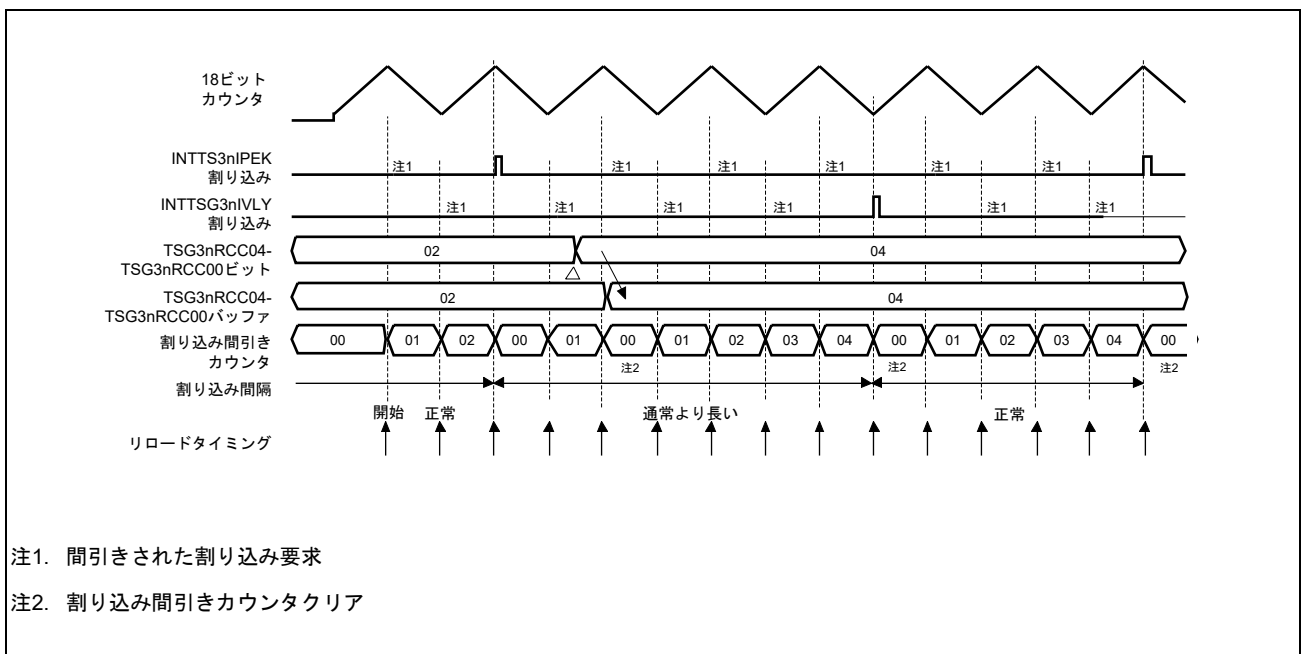 18ビット
カウンタ
INTTS3nIPEK
割り込み
注1 注1 注1 注1 注1 注1
INTTSG3nIVLY
割り込み
注1 注1 注1 注1 注1 注1
TSG3nRCC04-
TSG3nRCC00ビット
02 04
TSG3nRCC04-
TSG3nRCC00バッファ
02 04
割り込み間引き
カウンタ
00 01 02 00 01 00 01 02 03 04 00 01 02 03 04 00
注2 注2 注2
割り込み間隔
開始 正常 通常より長い 正常
リロードタイミング
注1. 間引きされた割り込み要求
注2. 割り込み間引きカウンタクリア